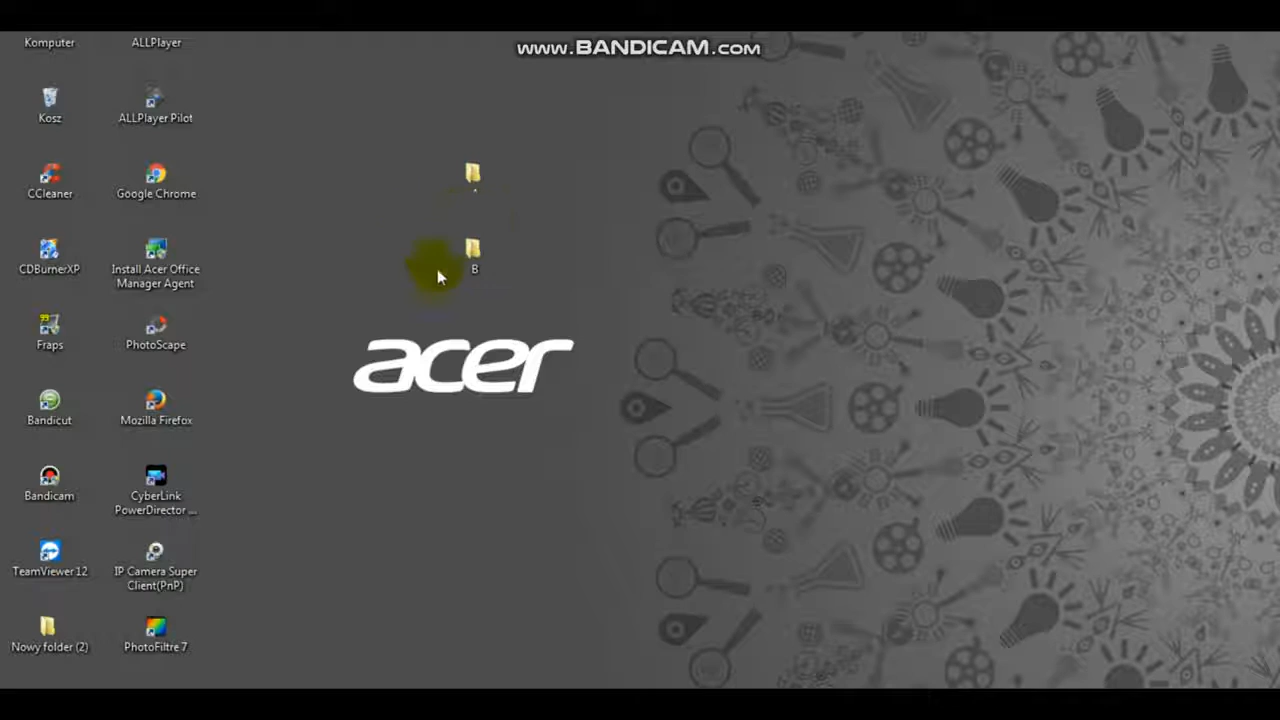 www.BANDICAM.com
Komputer
ALLPlayer
Kosz
ALLPlayer Pilot
CCleaner
Google Chrome
.
CDBurnerXP
Install Acer Office
Manager Agent
B
99
Fraps
PhotoScape
acer
Bandicut
Mozilla Firefox
Bandicam
CyberLink
PowerDirector ...
TeamViewer 12
IP Camera Super
Client(PnP)
Nowy folder (2)
PhotoFiltre 7